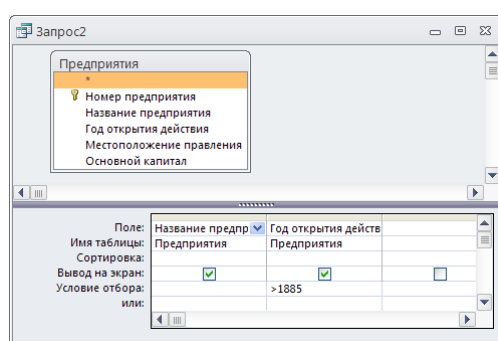 Запрос2
Предприятия
*
Номер предприятия
Название предприятия
Год открытия действия
Местоположение правления
Основной капитал
Поле: Название предпр Год открытия действ
Имя таблицы: Предприятия Предприятия
Сортировка:
Вывод на экран:
Условие отбора: >1885
или: